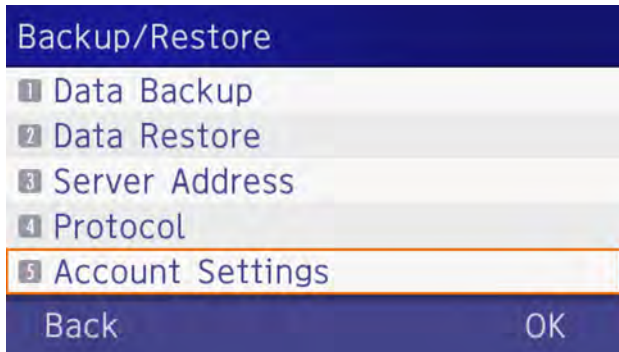 Backup/Restore
1 Data Backup
2 Data Restore
3 Server Address
4 Protocol
5 Account Settings
Back OK